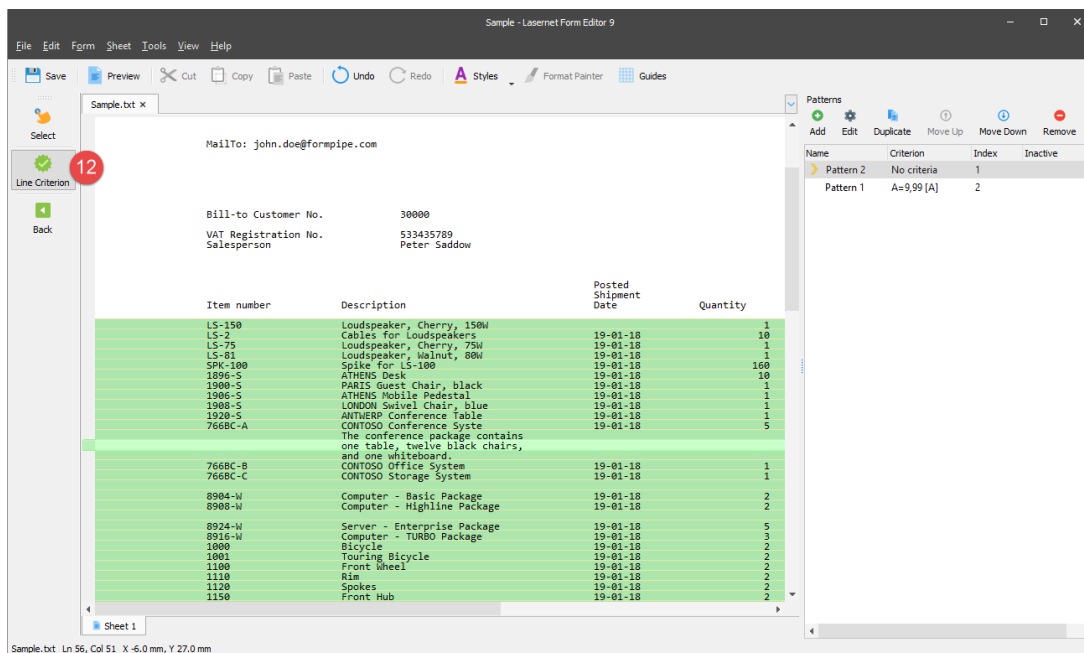 Sample - Lasernet Form Editor 9
File Edit Form Sheet Tools View Help
Save Preview Cut Copy Paste Undo Redo A Styles Format Painter Guides
Select
Line Criterion
12
Back
Sample.txt ×
MailTo: john.doe@formpipe.com
Bill-to Customer No. 30000
VAT Registration No. 533435789
Salesperson Peter Saddow
Posted
Shipment
Item number Description Date Quantity
LS-150 Loudspeaker, Cherry, 150W 1
LS-2 Cables for Loudspeakers 19-01-18 10
LS-75 Loudspeaker, Cherry, 75W 19-01-18 1
LS-81 Loudspeaker, Walnut, 80W 19-01-18 1
SPK-100 Spike for LS-100 19-01-18 160
1896-S ATHENS Desk 19-01-18 10
1900-S PARIS Guest Chair, black 19-01-18 1
1906-S ATHENS Mobile Pedestal 19-01-18 1
1908-S LONDON Swivel Chair, blue 19-01-18 1
1920-S ANTWERP Conference Table 19-01-18 1
766BC-A CONTOSO Conference Syste 19-01-18 5
The conference package contains
one table, twelve black chairs,
and one whiteboard.
766BC-B CONTOSO Office System 19-01-18 1
766BC-C CONTOSO Storage System 19-01-18 1
8904-W Computer - Basic Package 19-01-18 2
8908-W Computer - Highline Package 19-01-18 2
8924-W Server - Enterprise Package 19-01-18 5
8916-W Computer - TURBO Package 19-01-18 3
1000 Bicycle 19-01-18 2
1001 Touring Bicycle 19-01-18 2
1100 Front Wheel 19-01-18 2
1110 Rim 19-01-18 2
1120 Spokes 19-01-18 2
1150 Front Hub 19-01-18 2
Sheet 1
Patterns
Add Edit Duplicate Move Up Move Down Remove
Name Criterion Index Inactive
Pattern 2 No criteria 1
Pattern 1 A=9,99 [A] 2
Sample.txt Ln 56, Col 51 X -6.0 mm, Y 27.0 mm